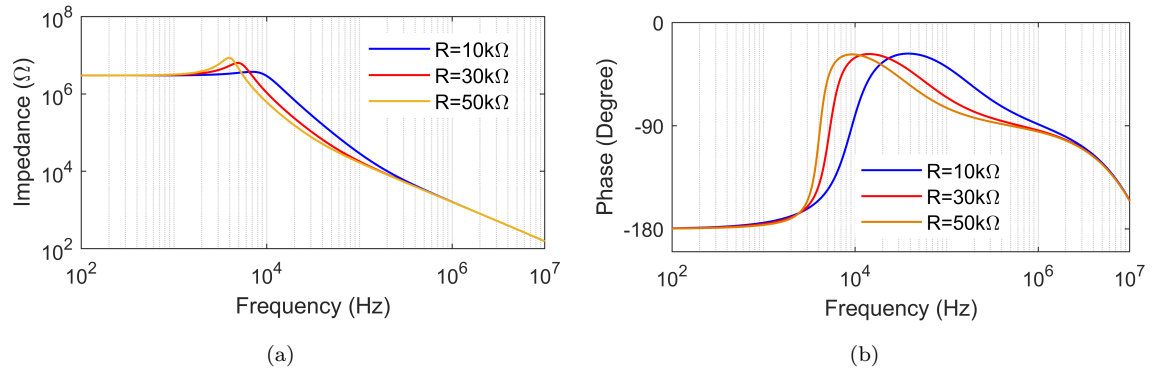 10^8
10^6
10^4
10^2
Impedance (Ω)
R=10kΩ
R=30kΩ
R=50kΩ
10^2 10^4 10^6 10^7
Frequency (Hz)
(a)
0
-90
-180
Phase (Degree)
R=10kΩ
R=30kΩ
R=50kΩ
10^2 10^4 10^6 10^7
Frequency (Hz)
(b)